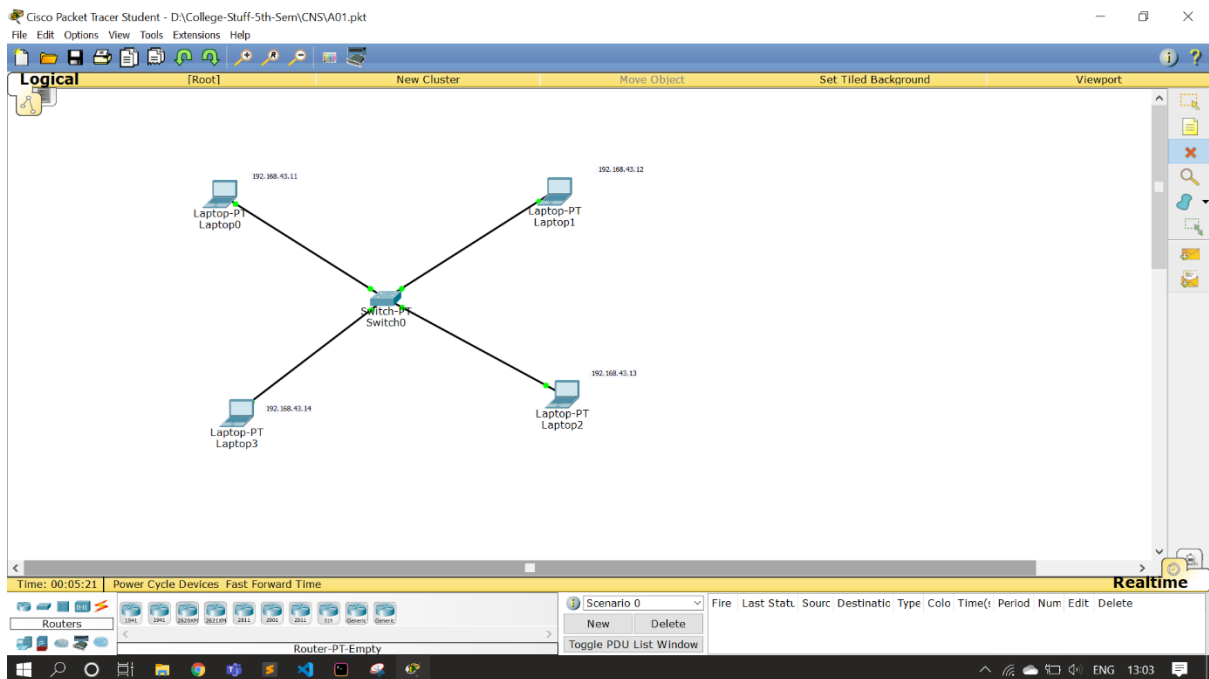 Cisco Packet Tracer Student - D:\College-Stuff-5th-Sem\CNS\A01.pkt
File Edit Options View Tools Extensions Help
Logical [Root] New Cluster Move Object Set Tiled Background Viewport
192.168.43.11
192.168.43.12
Laptop-PT
Laptop0
Laptop-PT
Laptop1
Switch-PT
Switch0
192.168.43.13
192.168.43.14
Laptop-PT
Laptop2
Laptop-PT
Laptop3
Time: 00:05:21 Power Cycle Devices Fast Forward Time Realtime
Routers
1841 1941 2620XM 2621XM 2811 2901 2911 819 Generic Generic
Router-PT-Empty
Scenario 0
New Delete
Toggle PDU List Window
Fire Last Statu Sourc Destinatic Type Colo Time(s Period Num Edit Delete
ENG 13:03